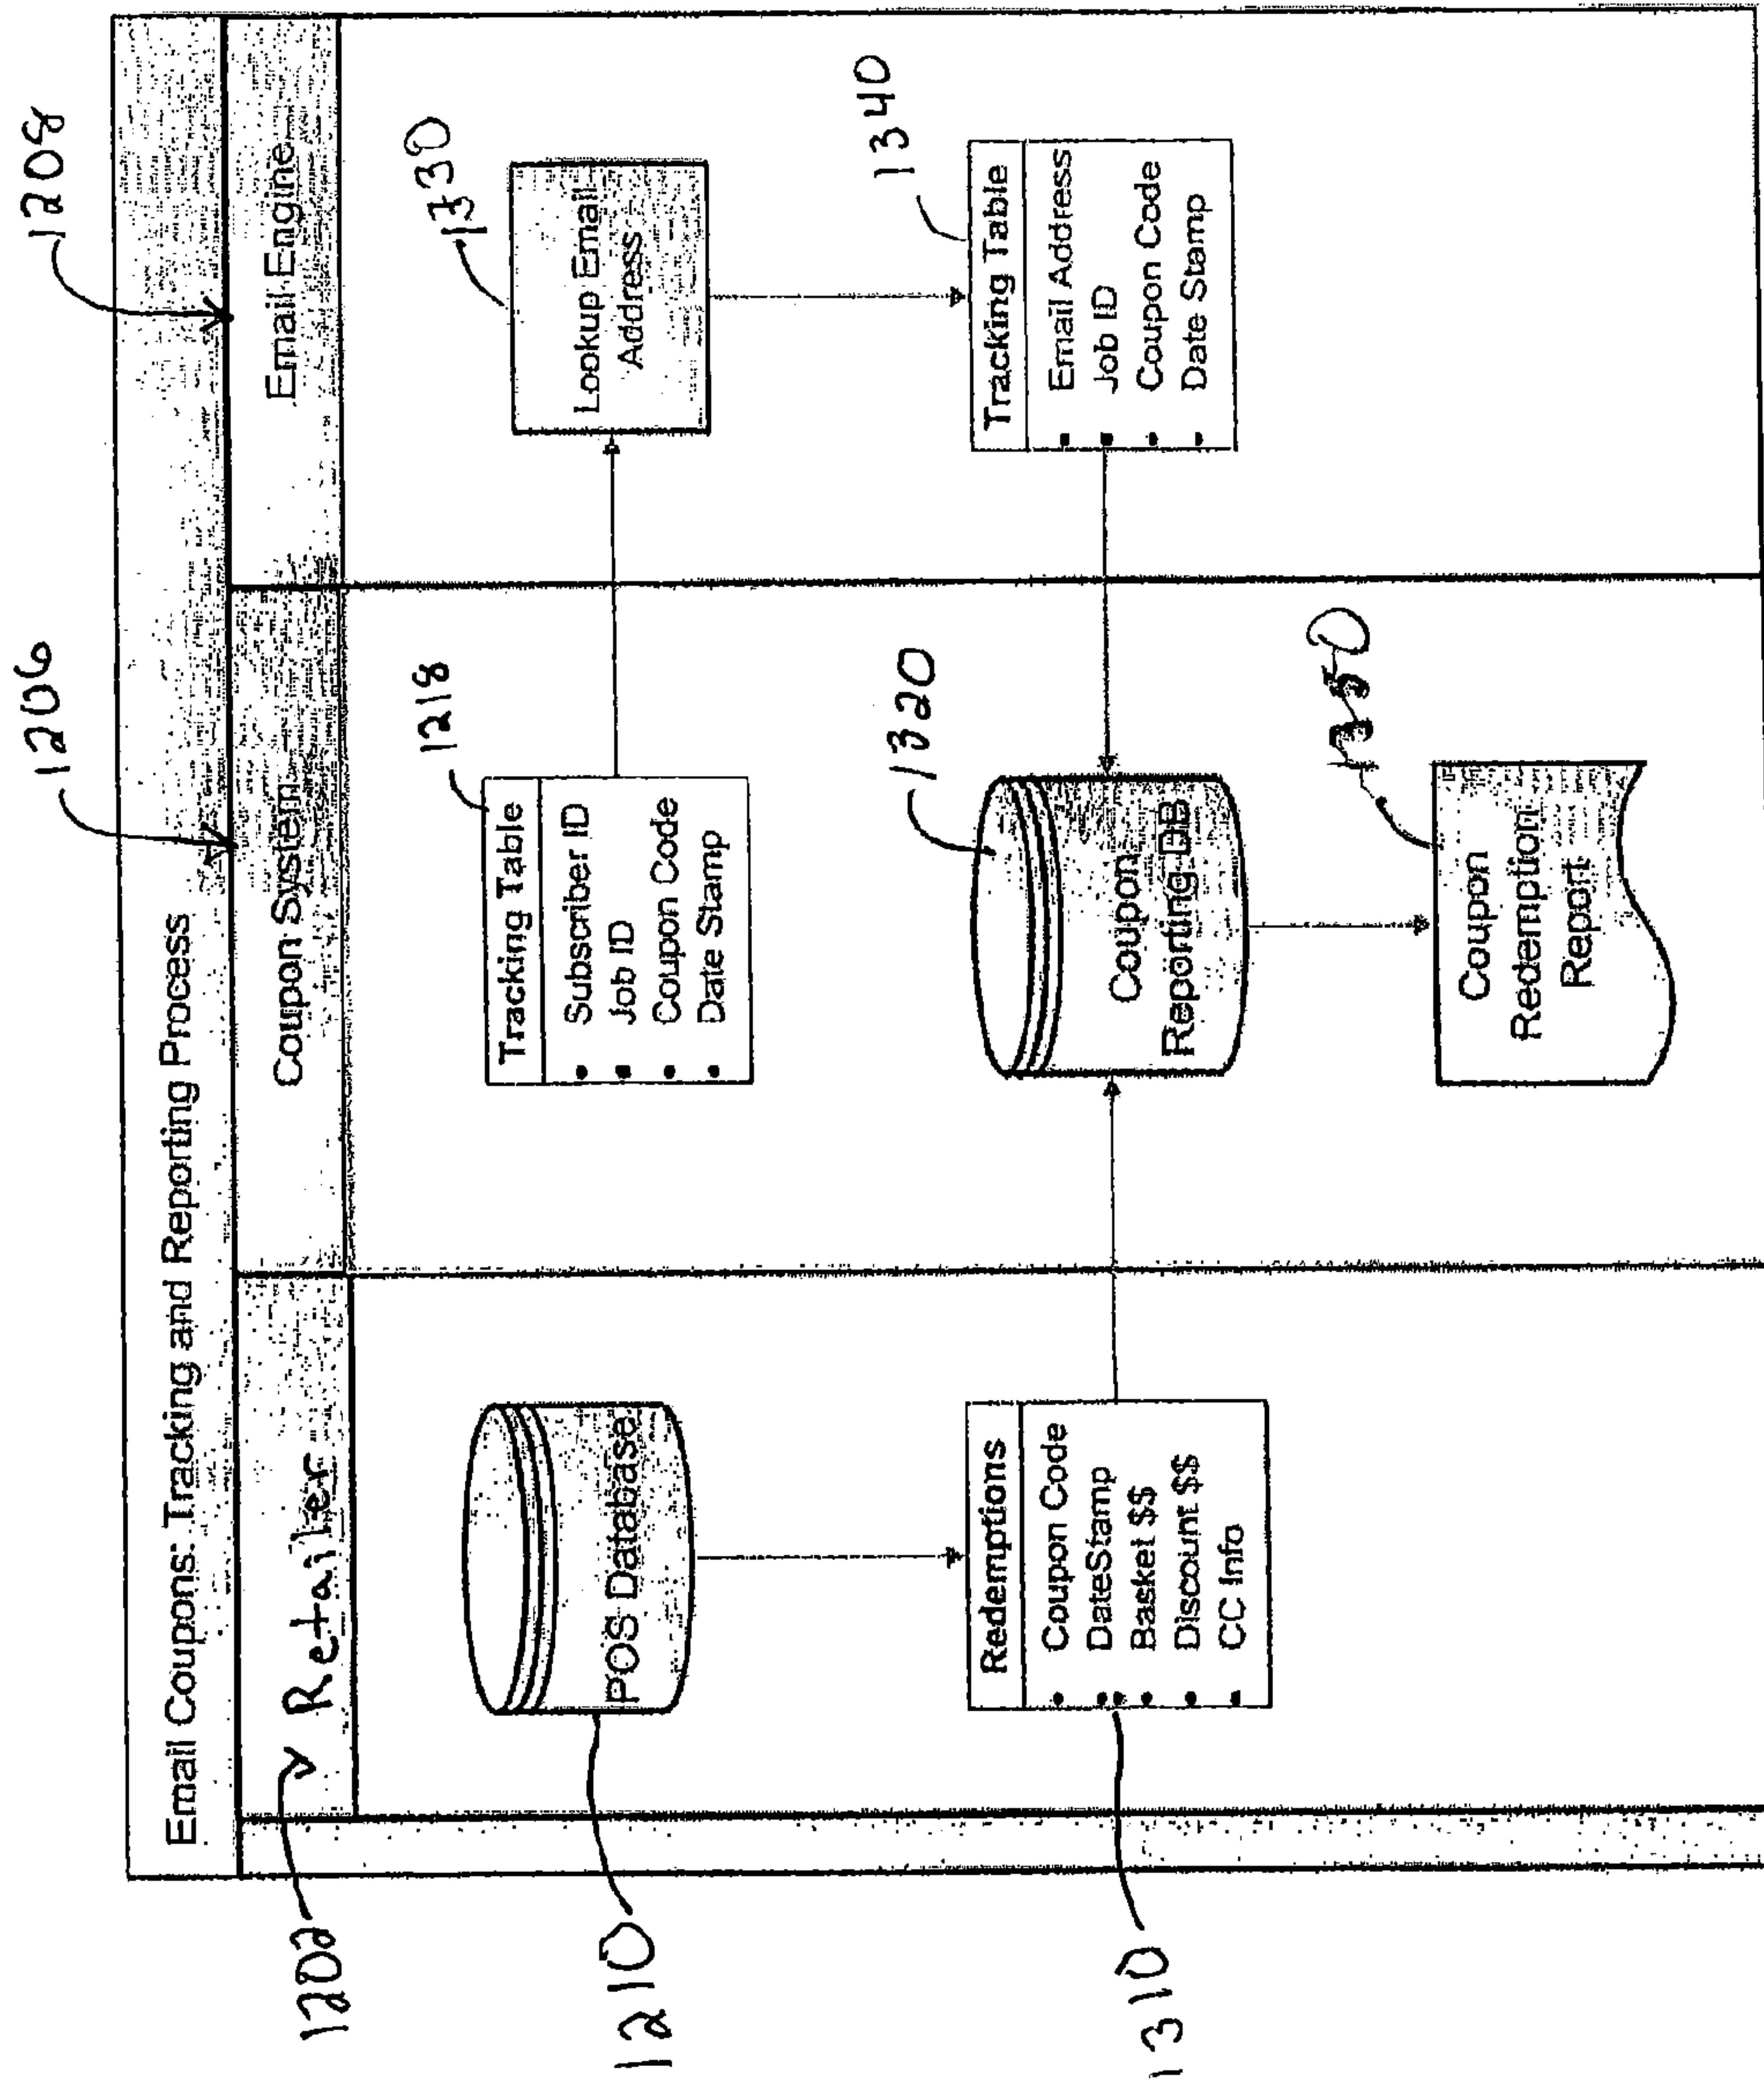 1206
1208
Email Coupons: Tracking and Reporting Process
1202
Retailer
Coupon System
Email Engine
1210
POS Database
1218
Tracking Table
Subscriber ID
Job ID
Coupon Code
Date Stamp
1330
Lookup Email
Address
1310
Redemptions
Coupon Code
DateStamp
Basket $$
Discount $$
CC Info
1320
Coupon
Reporting DB
1340
Tracking Table
Email Address
Job ID
Coupon Code
Date Stamp
1350
Coupon
Redemption
Report